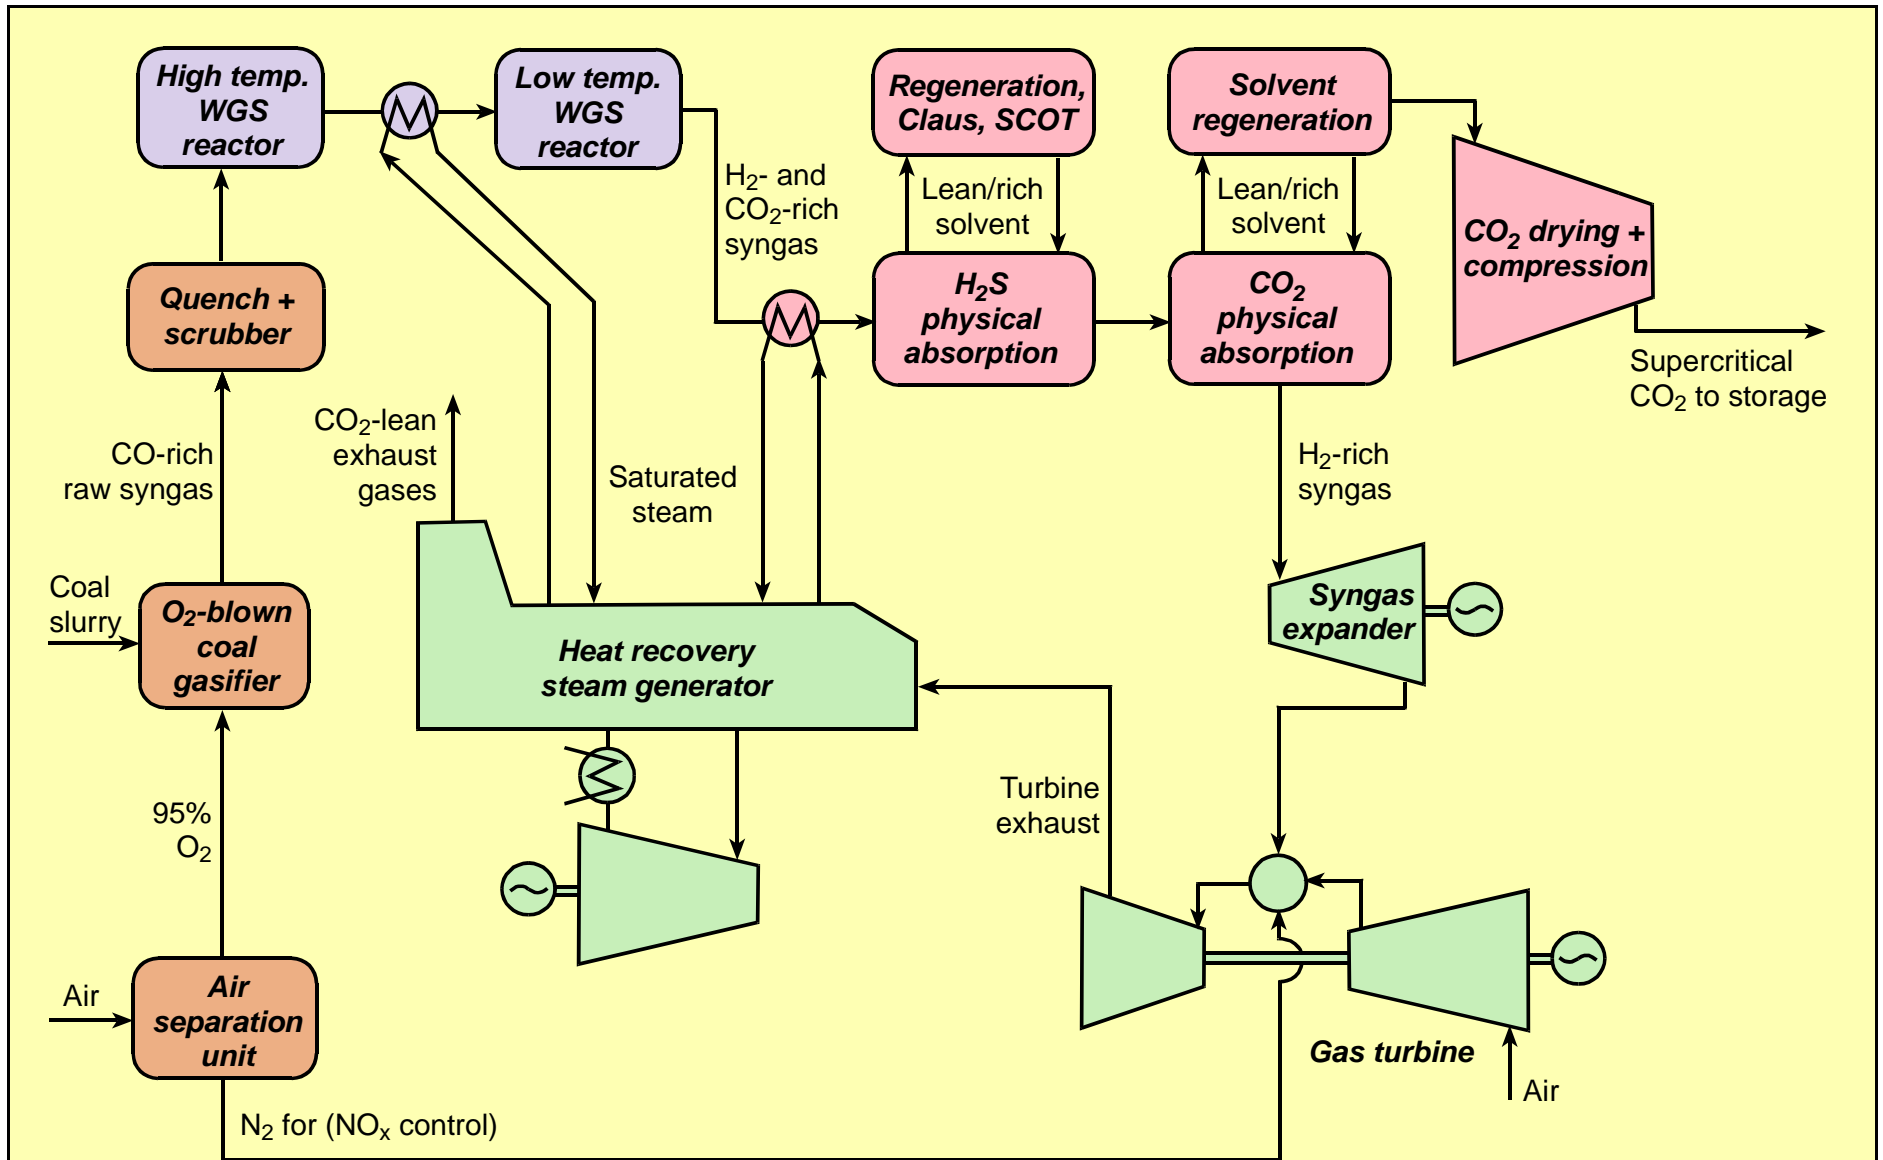 High temp.
WGS
reactor
Low temp.
WGS
reactor
Regeneration,
Claus, SCOT
Solvent
regeneration
H₂- and
CO₂-rich
syngas
Lean/rich
solvent
Lean/rich
solvent
CO₂ drying +
compression
Quench +
scrubber
H₂S
physical
absorption
CO₂
physical
absorption
Supercritical
CO₂ to storage
CO-rich
raw syngas
CO₂-lean
exhaust
gases
Saturated
steam
H₂-rich
syngas
Coal
slurry
O₂-blown
coal
gasifier
Syngas
expander
Heat recovery
steam generator
95%
O₂
Turbine
exhaust
Air
Air
separation
unit
Gas turbine
Air
N₂ for (NOₓ control)